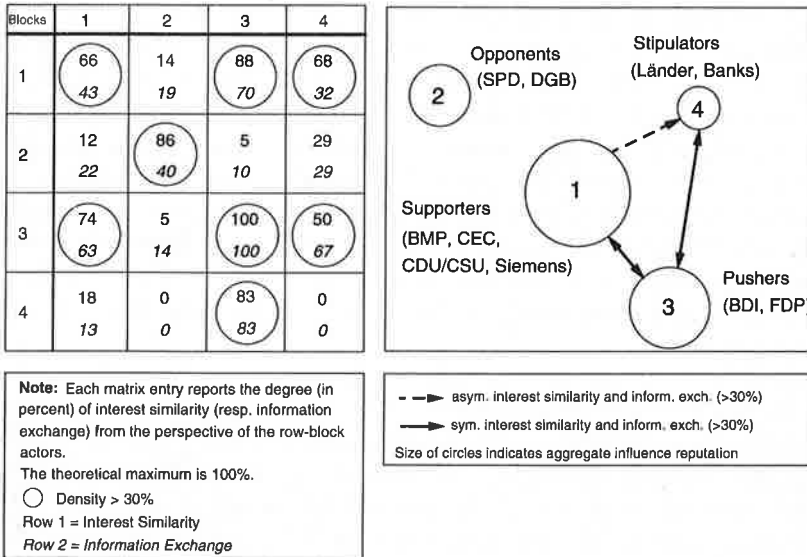 Blocks 1 2 3 4
1 66 14 88 68
43 19 70 32
2 12 86 5 29
22 40 10 29
3 74 5 100 50
63 14 100 67
4 18 0 83 0
13 0 83 0
Note: Each matrix entry reports the degree (in
percent) of interest similarity (resp. information
exchange) from the perspective of the row-block
actors.
The theoretical maximum is 100%.
Density > 30%
Row 1 = Interest Similarity
Row 2 = Information Exchange
Opponents
(SPD, DGB)
2
Stipulators
(Länder, Banks)
4
1
Supporters
(BMP, CEC,
CDU/CSU, Siemens)
3
Pushers
(BDI, FDP)
asym. interest similarity and inform. exch. (>30%)
sym. interest similarity and inform. exch. (>30%)
Size of circles indicates aggregate influence reputation